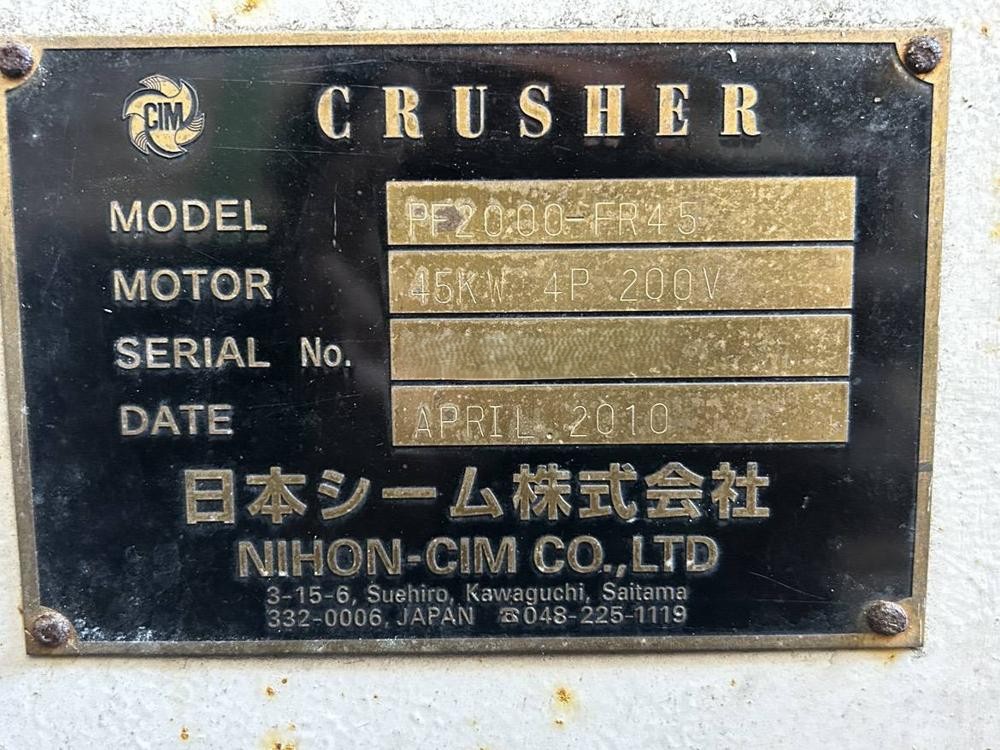 CIM CRUSHER
MODEL PF2000-FR45
MOTOR 45KW 4P 200V
SERIAL No.
DATE APRIL.2010
日本シーム株式会社
NIHON-CIM CO.,LTD
3-15-6, Suehiro, Kawaguchi, Saitama
332-0006, JAPAN ☎048-225-1119